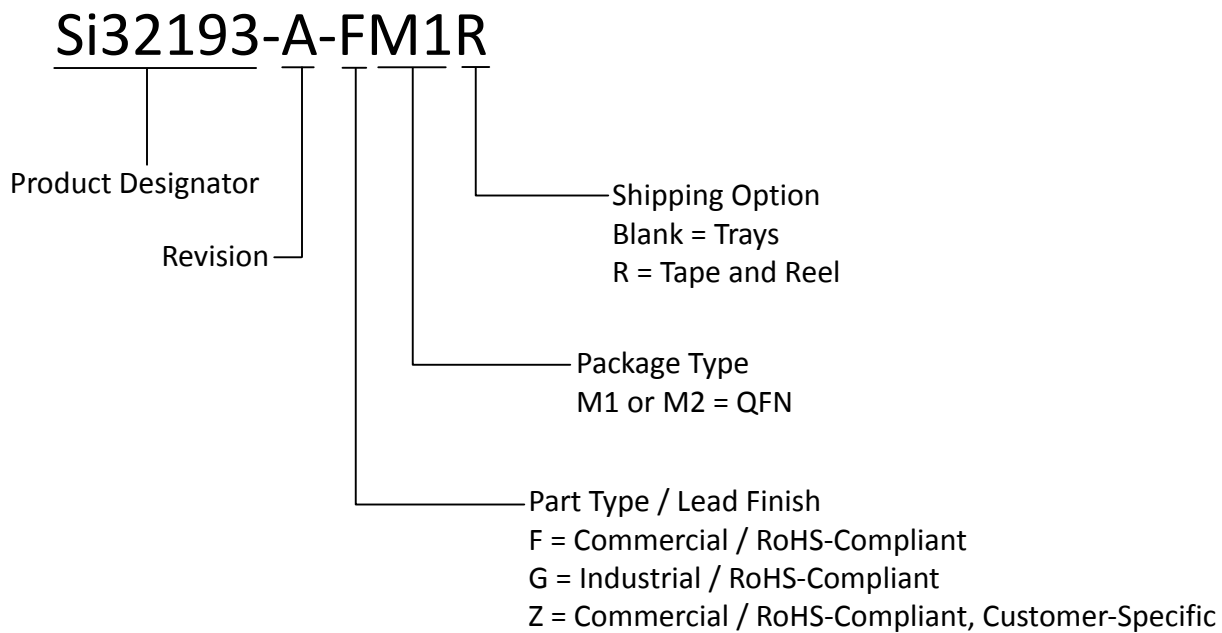 Si32193-A-FM1R
Product Designator
Revision
Shipping Option
Blank = Trays
R = Tape and Reel
Package Type
M1 or M2 = QFN
Part Type / Lead Finish
F = Commercial / RoHS-Compliant
G = Industrial / RoHS-Compliant
Z = Commercial / RoHS-Compliant, Customer-Specific